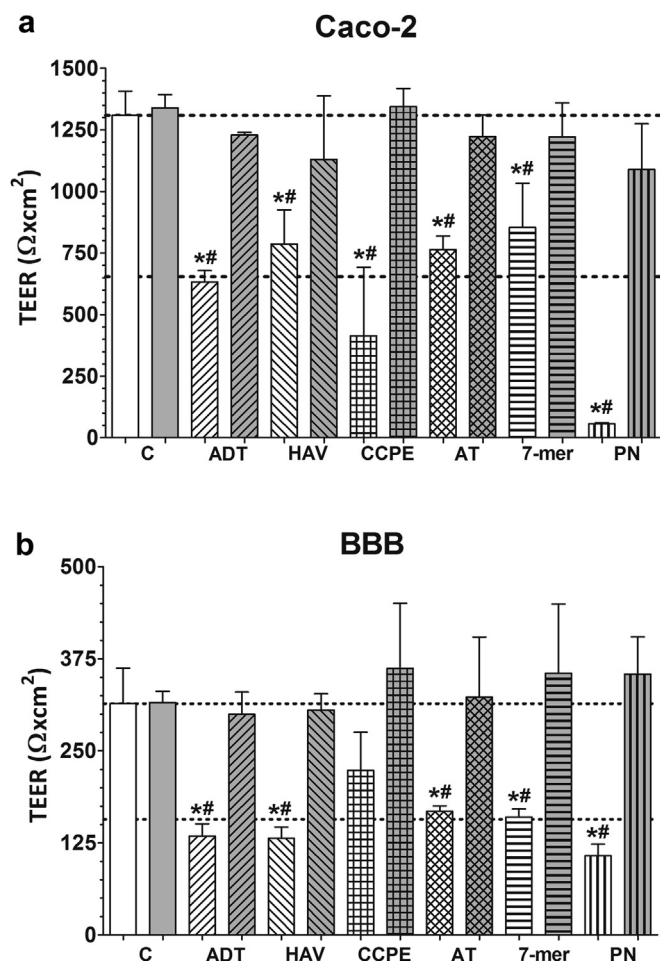 a
Caco-2
TEER (Ωxcm²)
1500
1250
1000
750
500
250
0
*#
*#
*#
*#
*#
*#
C ADT HAV CCPE AT 7-mer PN
b
BBB
TEER (Ωxcm²)
500
375
250
125
0
*#
*#
*#
*#
*#
C ADT HAV CCPE AT 7-mer PN